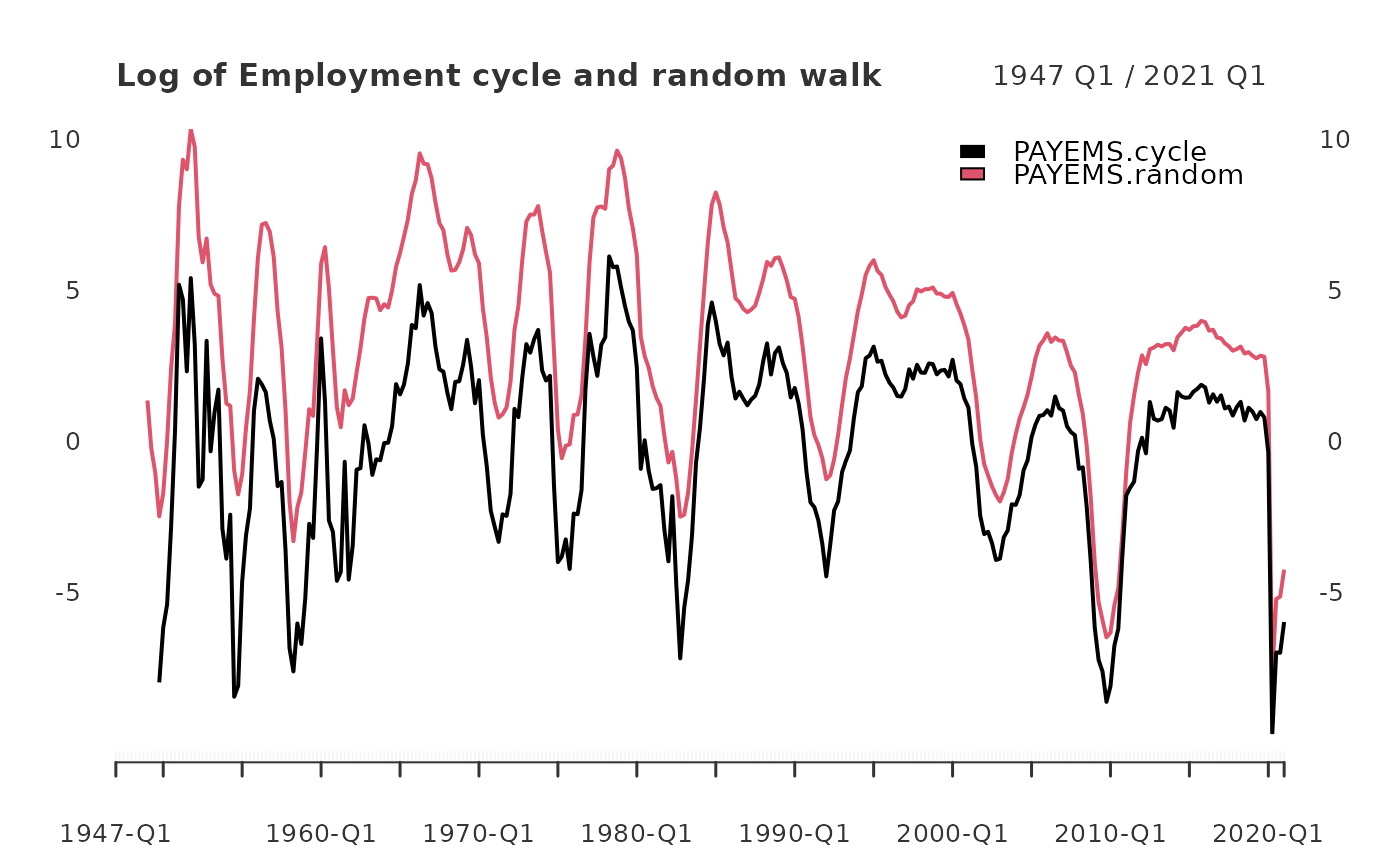 Log of Employment cycle and random walk 1947 Q1 / 2021 Q1
10 10
PAYEMS.cycle
PAYEMS.random
5 5
0 0
-5 -5
1947-Q1 1960-Q1 1970-Q1 1980-Q1 1990-Q1 2000-Q1 2010-Q1 2020-Q1